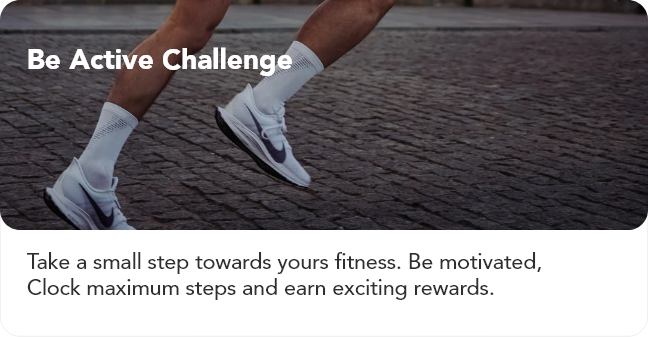 Be Active Challenge
Take a small step towards yours fitness. Be motivated,
Clock maximum steps and earn exciting rewards.